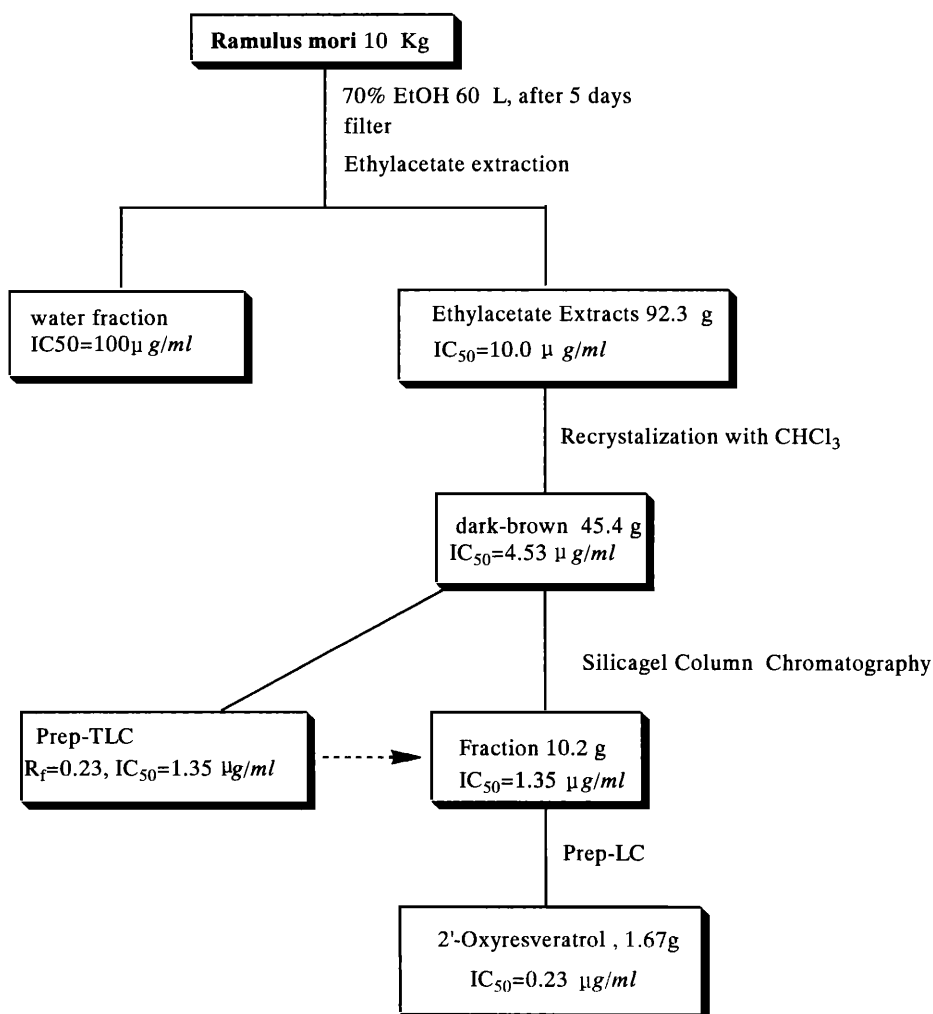 Ramulus mori 10 Kg
70% EtOH 60 L, after 5 days
filter
Ethylacetate extraction
water fraction
IC50=100μ g/ml
Ethylacetate Extracts 92.3 g
IC50=10.0 μ g/ml
Recrystalization with CHCl3
dark-brown 45.4 g
IC50=4.53 μ g/ml
Silicagel Column Chromatography
Prep-TLC
Rf=0.23, IC50=1.35 μg/ml
Fraction 10.2 g
IC50=1.35 μg/ml
Prep-LC
2'-Oxyresveratrol , 1.67g
IC50=0.23 μg/ml